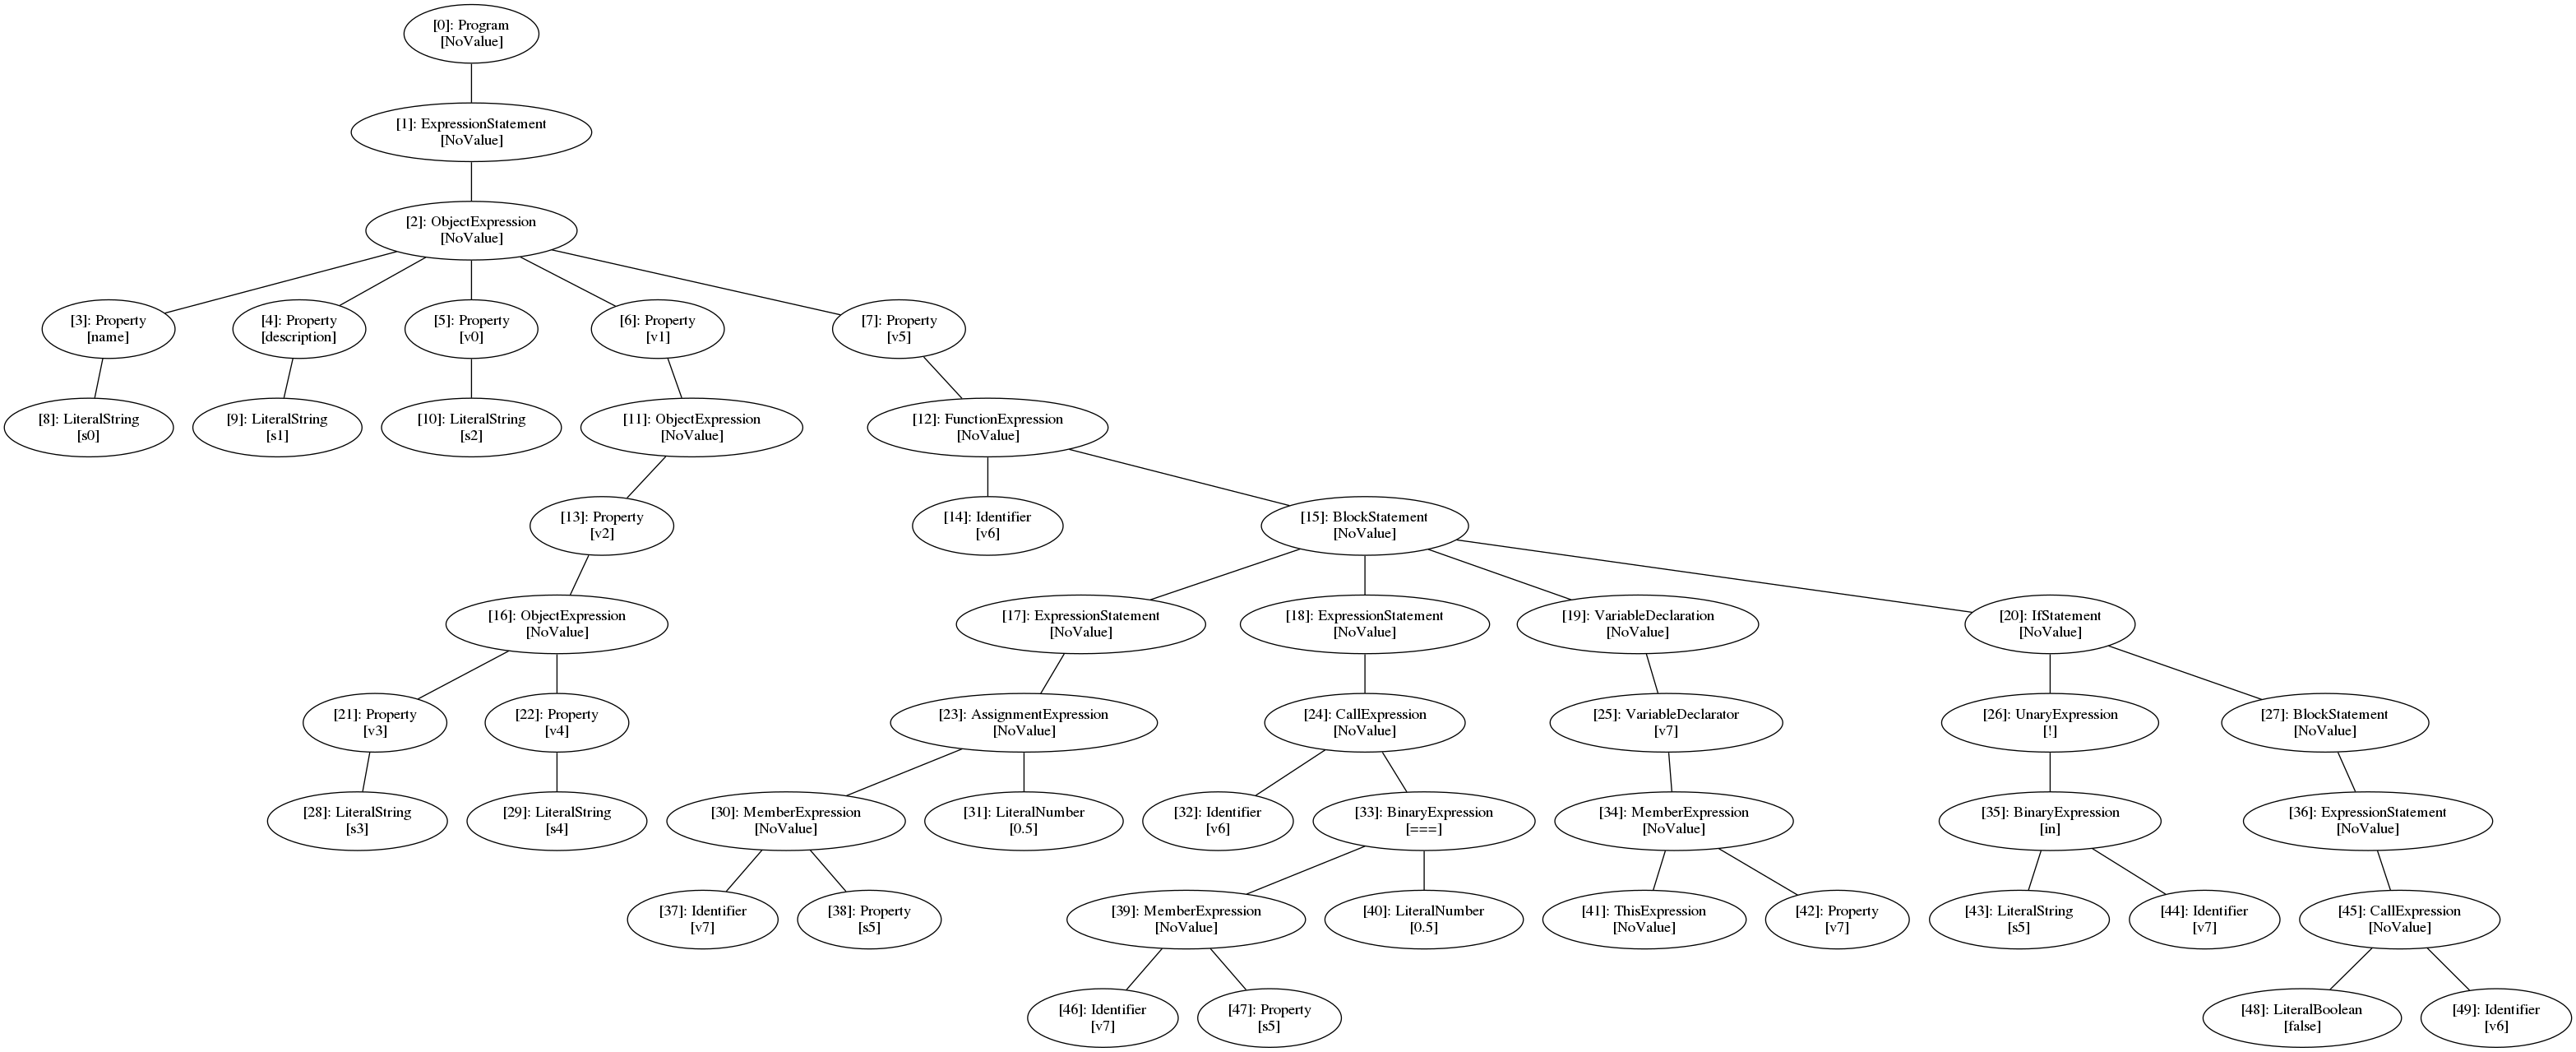 [0]: Program
[NoValue]
[1]: ExpressionStatement
[NoValue]
[2]: ObjectExpression
[NoValue]
[3]: Property
[name]
[4]: Property
[description]
[5]: Property
[v0]
[6]: Property
[v1]
[7]: Property
[v5]
[8]: LiteralString
[s0]
[9]: LiteralString
[s1]
[10]: LiteralString
[s2]
[11]: ObjectExpression
[NoValue]
[12]: FunctionExpression
[NoValue]
[13]: Property
[v2]
[14]: Identifier
[v6]
[15]: BlockStatement
[NoValue]
[16]: ObjectExpression
[NoValue]
[17]: ExpressionStatement
[NoValue]
[18]: ExpressionStatement
[NoValue]
[19]: VariableDeclaration
[NoValue]
[20]: IfStatement
[NoValue]
[21]: Property
[v3]
[22]: Property
[v4]
[23]: AssignmentExpression
[NoValue]
[24]: CallExpression
[NoValue]
[25]: VariableDeclarator
[v7]
[26]: UnaryExpression
[!]
[27]: BlockStatement
[NoValue]
[28]: LiteralString
[s3]
[29]: LiteralString
[s4]
[30]: MemberExpression
[NoValue]
[31]: LiteralNumber
[0.5]
[32]: Identifier
[v6]
[33]: BinaryExpression
[===]
[34]: MemberExpression
[NoValue]
[35]: BinaryExpression
[in]
[36]: ExpressionStatement
[NoValue]
[37]: Identifier
[v7]
[38]: Property
[s5]
[39]: MemberExpression
[NoValue]
[40]: LiteralNumber
[0.5]
[41]: ThisExpression
[NoValue]
[42]: Property
[v7]
[43]: LiteralString
[s5]
[44]: Identifier
[v7]
[45]: CallExpression
[NoValue]
[46]: Identifier
[v7]
[47]: Property
[s5]
[48]: LiteralBoolean
[false]
[49]: Identifier
[v6]